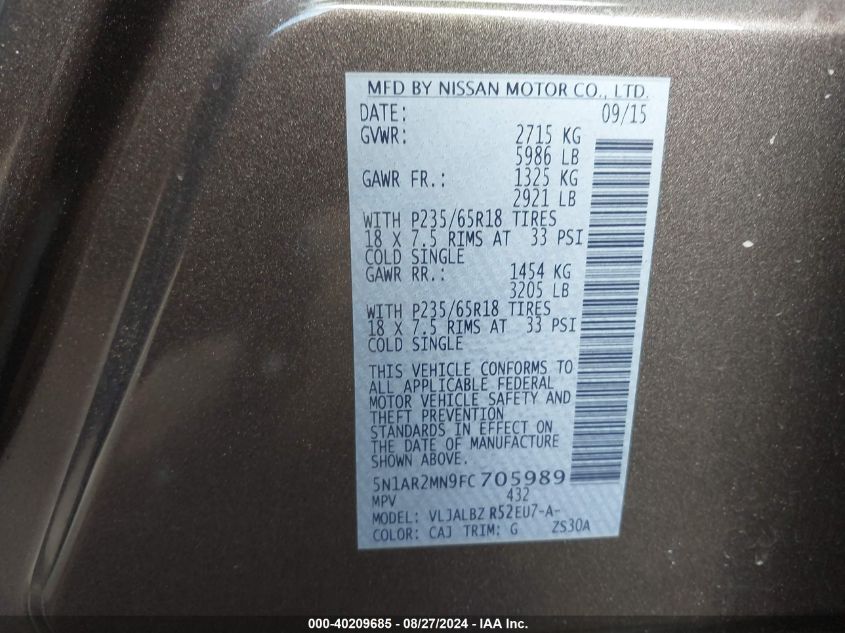 MFD BY NISSAN MOTOR CO., LTD.
DATE: 09/15
GVWR: 2715 KG
5986 LB
GAWR FR.: 1325 KG
2921 LB
WITH P235/65R18 TIRES
18 X 7.5 RIMS AT 33 PSI
COLD SINGLE
GAWR RR.: 1454 KG
3205 LB
WITH P235/65R18 TIRES
18 X 7.5 RIMS AT 33 PSI
COLD SINGLE
THIS VEHICLE CONFORMS TO
ALL APPLICABLE FEDERAL
MOTOR VEHICLE SAFETY AND
THEFT PREVENTION
STANDARDS IN EFFECT ON
THE DATE OF MANUFACTURE
SHOWN ABOVE.
5N1AR2MN9FC705989
MPV 432
MODEL: VLJALBZ R52EU7-A-
COLOR: CAJ TRIM: G ZS30A
000-40209685 - 08/27/2024 - IAA Inc.